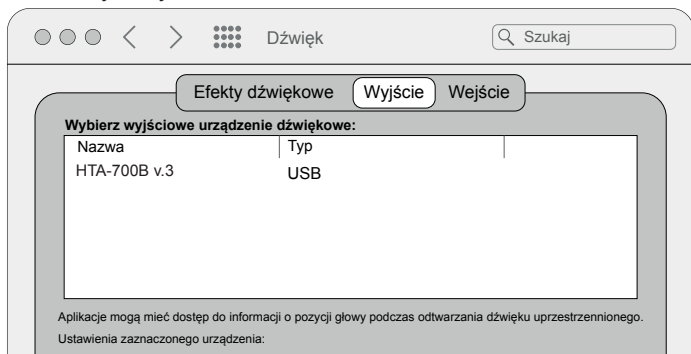 Dźwięk
Szukaj
Efekty dźwiękowe Wyjście Wejście
Wybierz wyjściowe urządzenie dźwiękowe:
Nazwa Typ
HTA-700B v.3 USB
Aplikacje mogą mieć dostęp do informacji o pozycji głowy podczas odtwarzania dźwięku uprzestrzennionego.
Ustawienia zaznaczonego urządzenia: